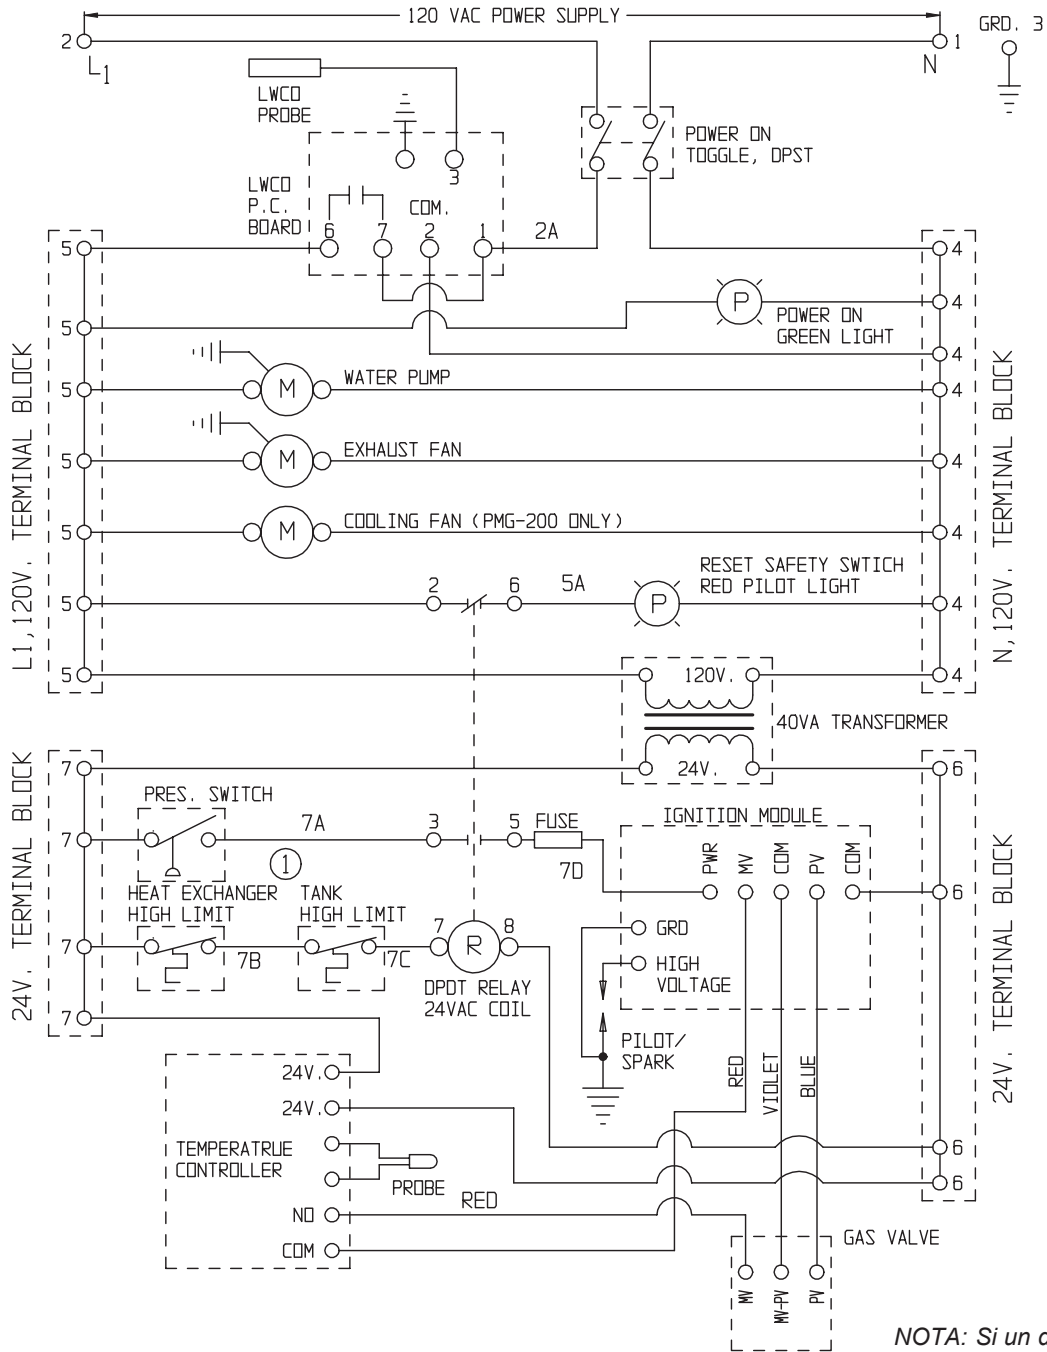 120 VAC POWER SUPPLY
GRD. 3
2
1
L1
N
LWCO
PROBE
POWER ON
TOGGLE, DPST
3
LWCO
P.C.
BOARD
COM.
6
7
2
1
2A
5
4
P
4
POWER ON
GREEN LIGHT
5
4
WATER PUMP
5
M
4
EXHAUST FAN
5
M
4
COOLING FAN (PMG-200 ONLY)
5
M
4
RESET SAFETY SWTICH
RED PILOT LIGHT
2
6
5A
5
P
4
5
120V.
4
L1,120V. TERMINAL BLOCK
N,120V. TERMINAL BLOCK
40VA TRANSFORMER
7
24V.
6
PRES. SWITCH
IGNITION MODULE
7
7A
3
5
FUSE
7D
1
PWR
MV
COM
PV
COM
6
HEAT EXCHANGER
HIGH LIMIT
TANK
HIGH LIMIT
7
7B
7C
7
R
8
GRD
HIGH
VOLTAGE
DPDT RELAY
24VAC COIL
7
24V. TERMINAL BLOCK
24V. TERMINAL BLOCK
PILOT/
SPARK
RED
VIOLET
BLUE
24V.
24V.
TEMPERATRUE
CONTROLLER
PROBE
6
6
NO
RED
COM
GAS VALVE
MV
MV-PV
PV
NOTA: Si un d